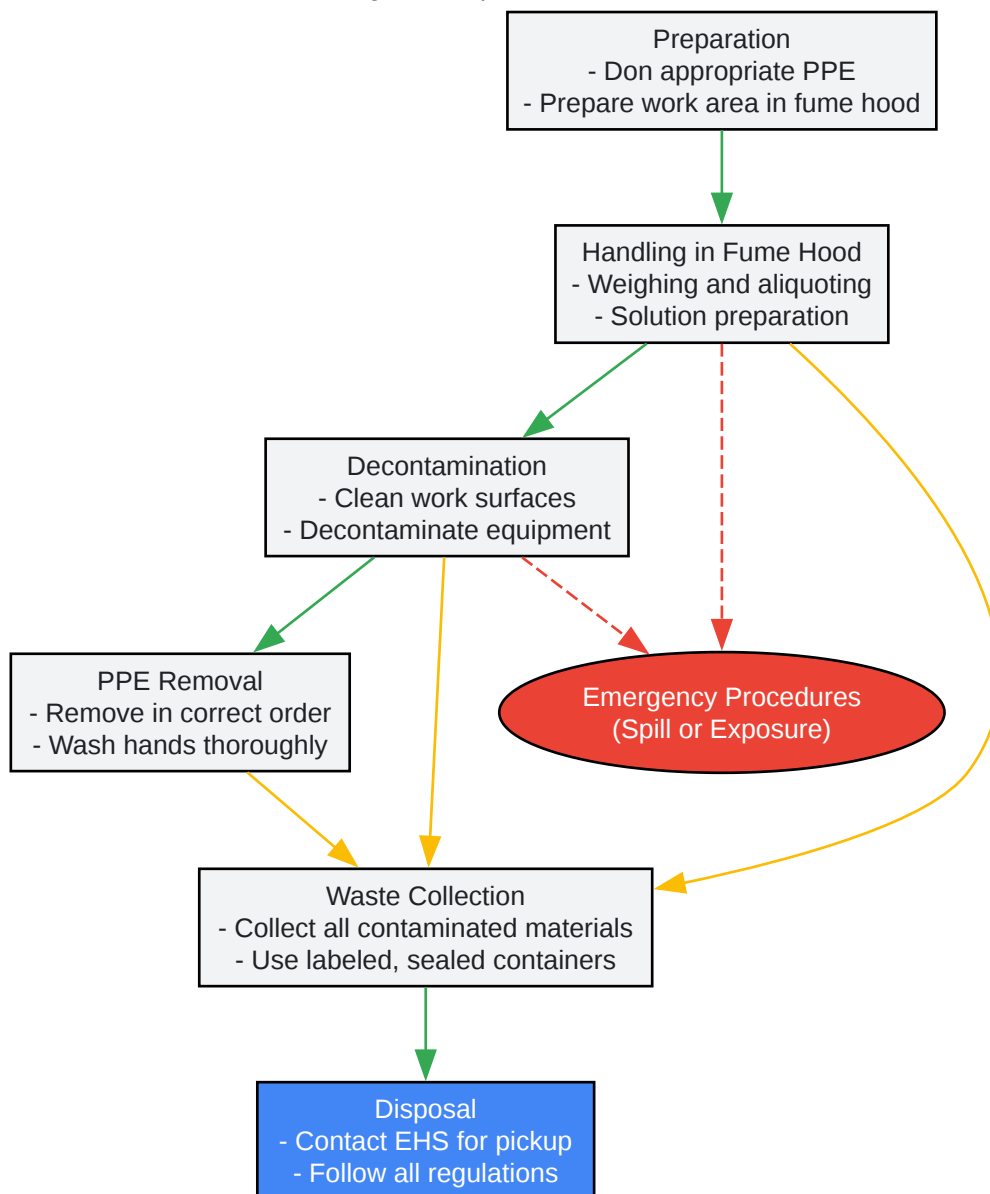 Preparation
- Don appropriate PPE
- Prepare work area in fume hood
Handling in Fume Hood
- Weighing and aliquoting
- Solution preparation
Decontamination
- Clean work surfaces
- Decontaminate equipment
PPE Removal
- Remove in correct order
- Wash hands thoroughly
Emergency Procedures
(Spill or Exposure)
Waste Collection
- Collect all contaminated materials
- Use labeled, sealed containers
Disposal
- Contact EHS for pickup
- Follow all regulations